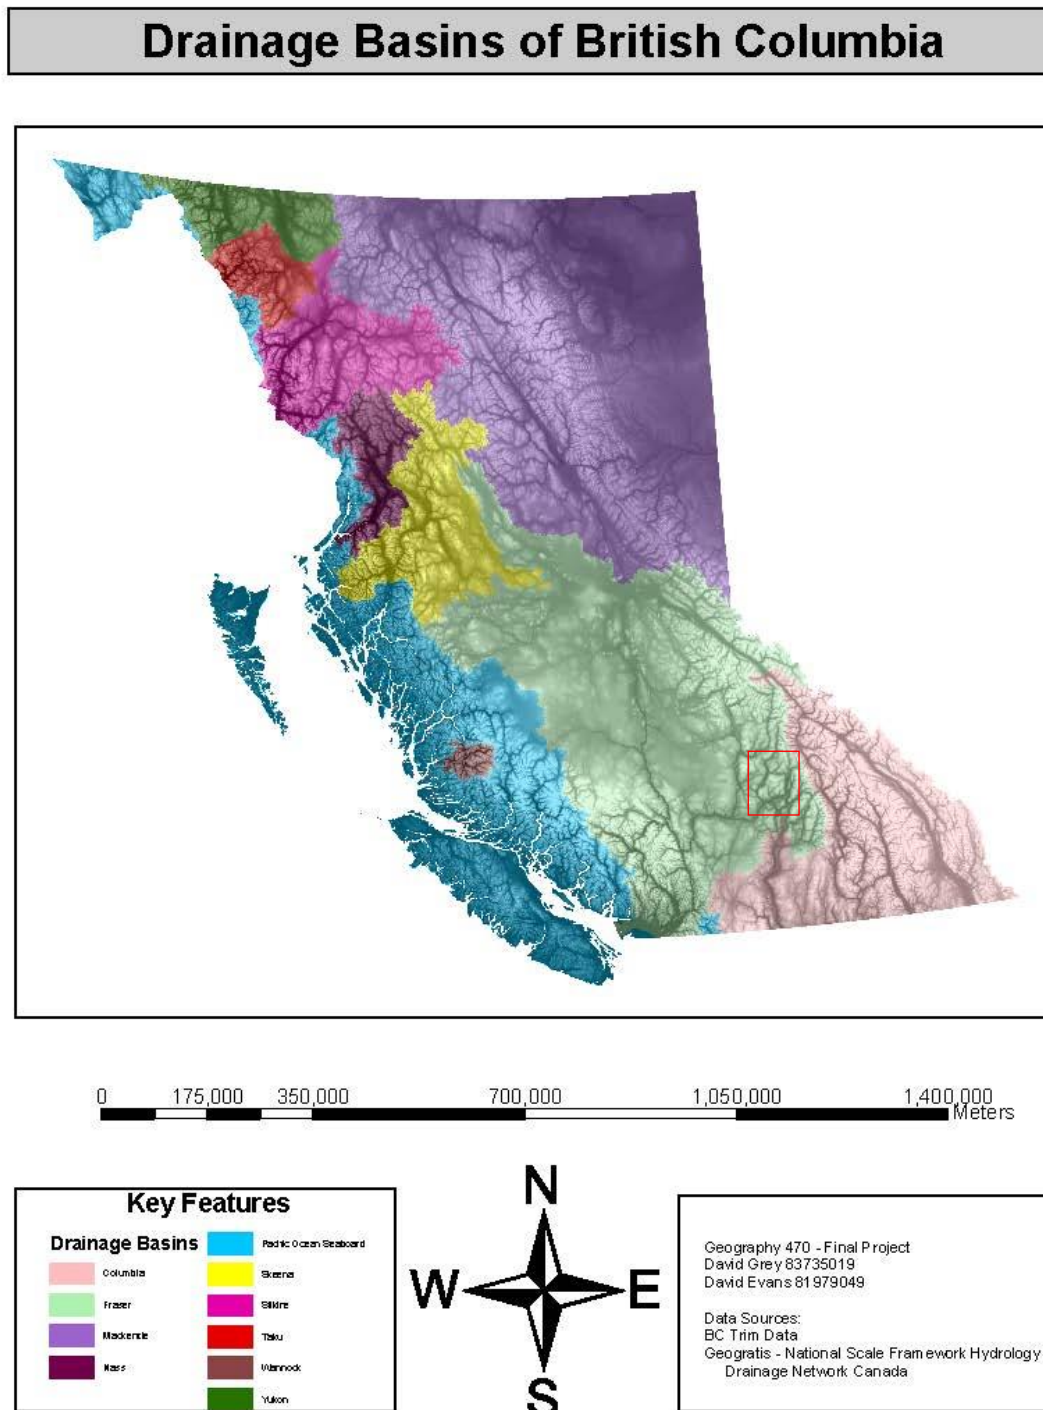 Drainage Basins of British Columbia
0 175,000 350,000 700,000 1,050,000 1,400,000
Meters
Key Features
Drainage Basins
Columbia
Fraser
Mackenzie
Nass
Pacific Ocean Seaboard
Skeena
Stikine
Taku
Wannock
Yukon
N
W E
S
Geography 470 - Final Project
David Grey 83735019
David Evans 81979049
Data Sources:
BC Trim Data
Geogratis - National Scale Framework Hydrology
Drainage Network Canada